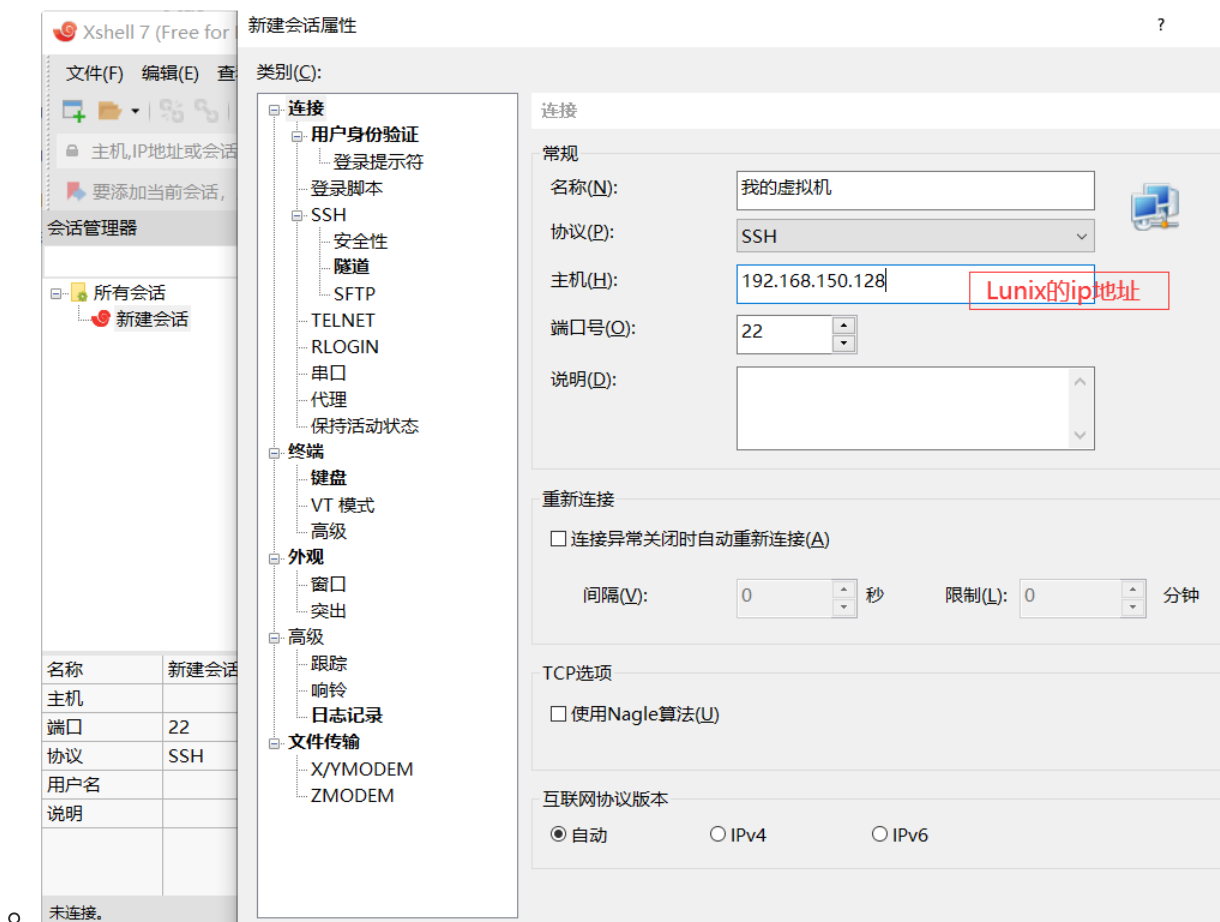 Xshell 7 (Free for
新建会话属性
?
文件(F) 编辑(E) 查
类别(C):
主机,IP地址或会话
要添加当前会话,
会话管理器
所有会话
新建会话
连接
用户身份验证
登录提示符
登录脚本
SSH
安全性
隧道
SFTP
TELNET
RLOGIN
串口
代理
保持活动状态
终端
键盘
VT 模式
高级
外观
窗口
突出
高级
跟踪
响铃
日志记录
文件传输
X/YMODEM
ZMODEM
连接
常规
名称(N): 我的虚拟机
协议(P): SSH
主机(H): 192.168.150.128 Lunix的ip地址
端口号(O): 22
说明(D):
重新连接
连接异常关闭时自动重新连接(A)
间隔(V): 0 秒 限制(L): 0 分钟
TCP选项
使用Nagle算法(U)
互联网协议版本
自动 IPv4 IPv6
名称 新建会话
主机
端口 22
协议 SSH
用户名
说明
未连接。